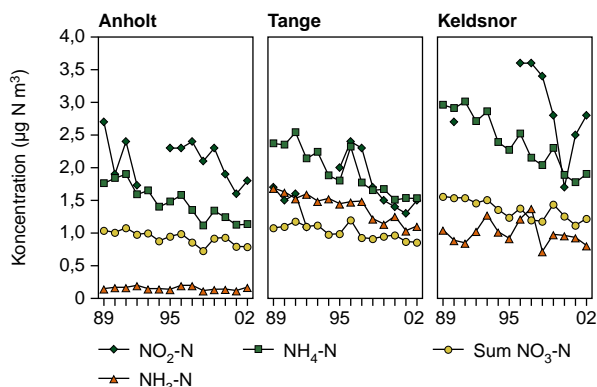 Anholt Tange Keldsnor
Koncentration (µg N m³)
4,0
3,5
3,0
2,5
2,0
1,5
1,0
0,5
0
89 95 02 89 95 02 89 95 02
NO₂-N NH₄-N Sum NO₃-N
NH₃-N